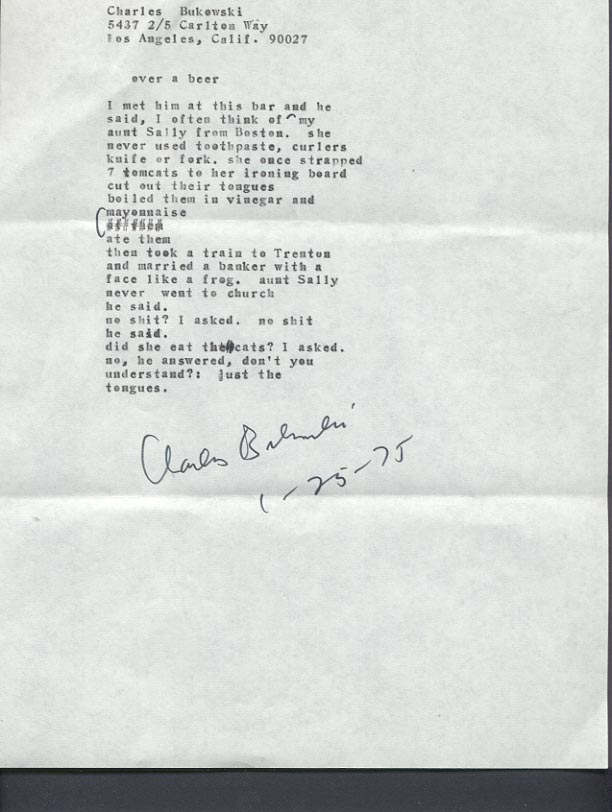 Charles Bukowski
5437 2/5 Carlton Way
Los Angeles, Calif. 90027
over a beer
I met him at this bar and he
said, I often think of ^ my
aunt Sally from Boston. she
never used toothpaste, curlers
knife or fork. she once strapped
7 tomcats to her ironing board
cut out their tongues
boiled them in vinegar and
mayonnaise
ate them
then took a train to Trenton
and married a banker with a
face like a frog. aunt Sally
never went to church
he said.
no shit? I asked. no shit
he said.
did she eat the cats? I asked.
no, he answered, don't you
understand?: just the
tongues.
Charles Bukowski
1-25-75